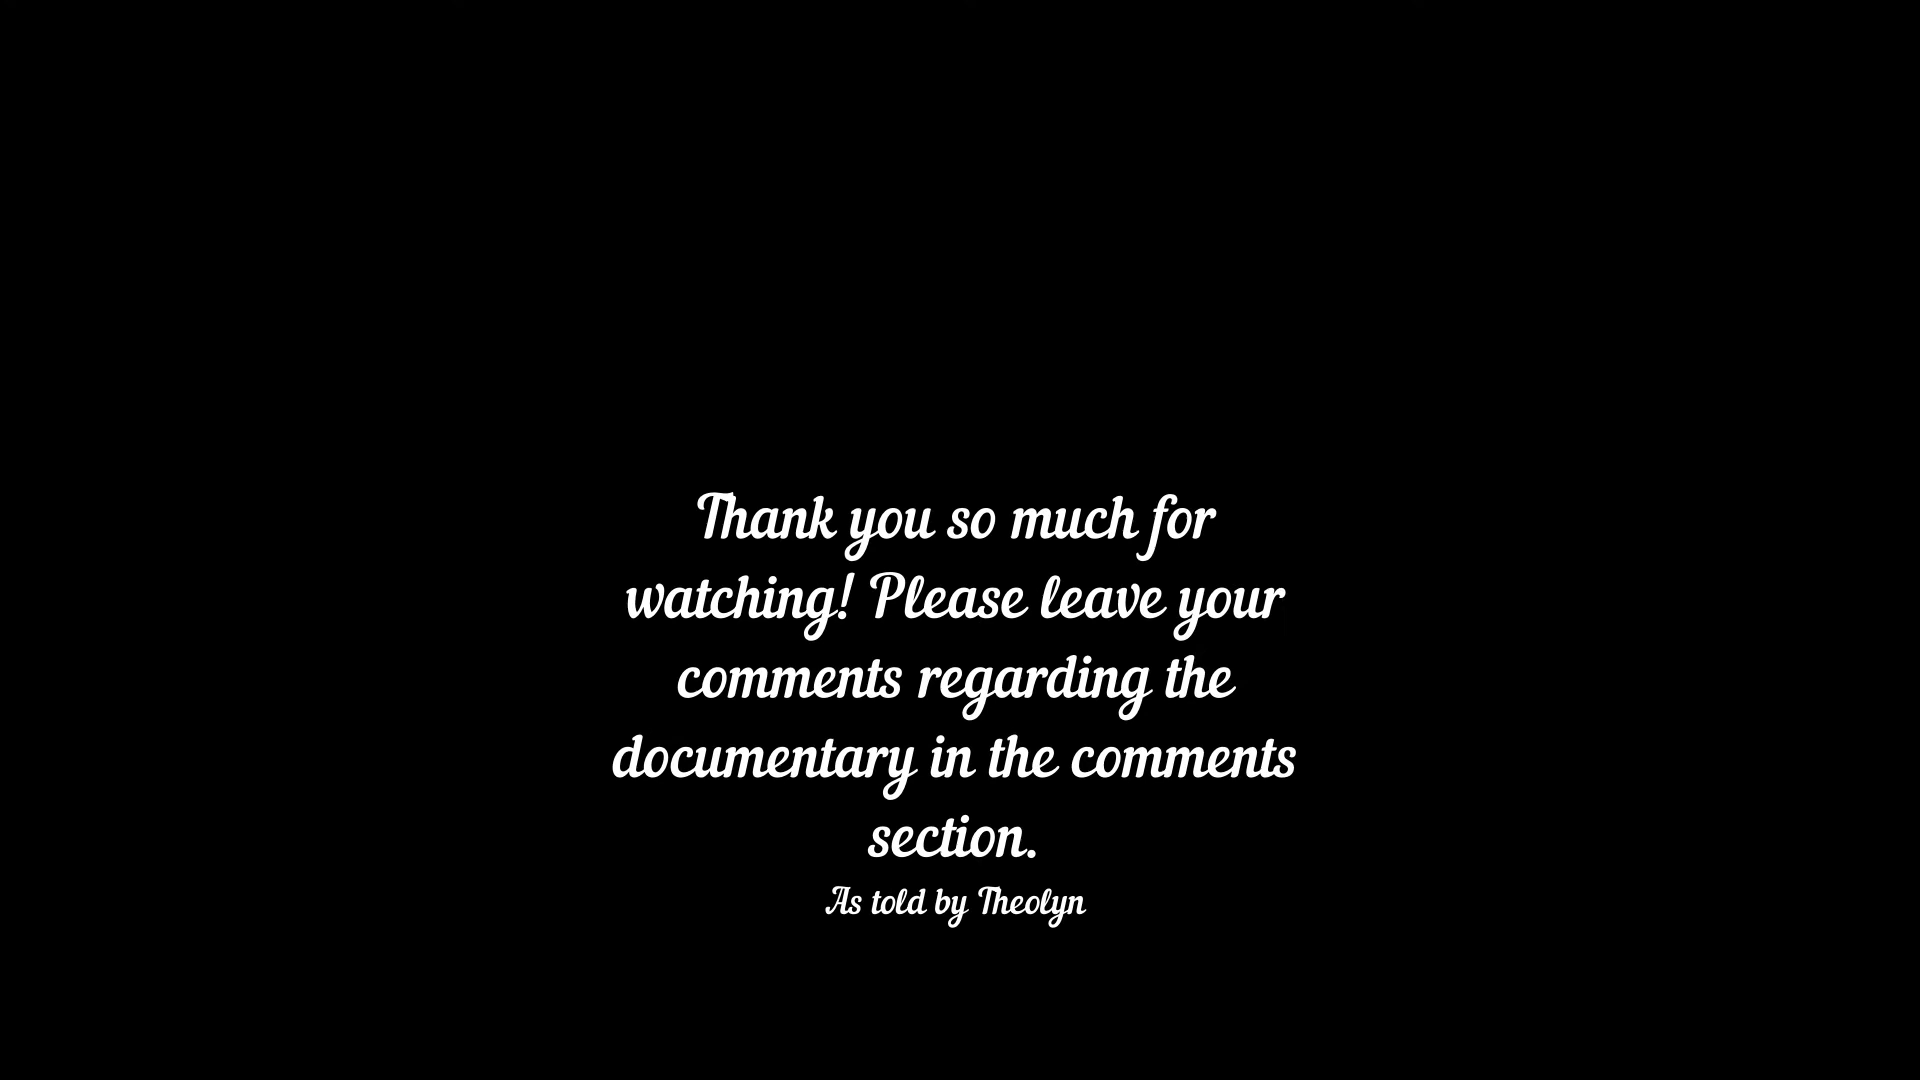 Thank you so much for
watching! Please leave your
comments regarding the
documentary in the comments
section.
As told by Theolyn